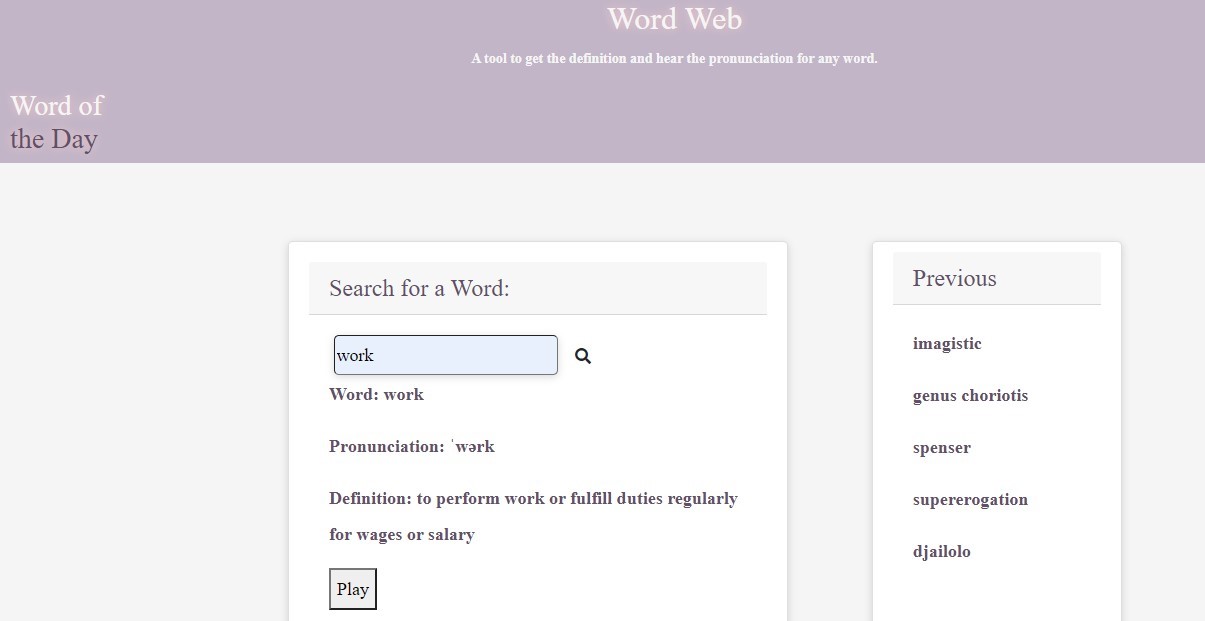 Word Web
A tool to get the definition and hear the pronunciation for any word.
Word of
the Day
Search for a Word:
work
Word: work
Pronunciation: ˈwərk
Definition: to perform work or fulfill duties regularly
for wages or salary
Play
Previous
imagistic
genus choriotis
spenser
supererogation
djailolo